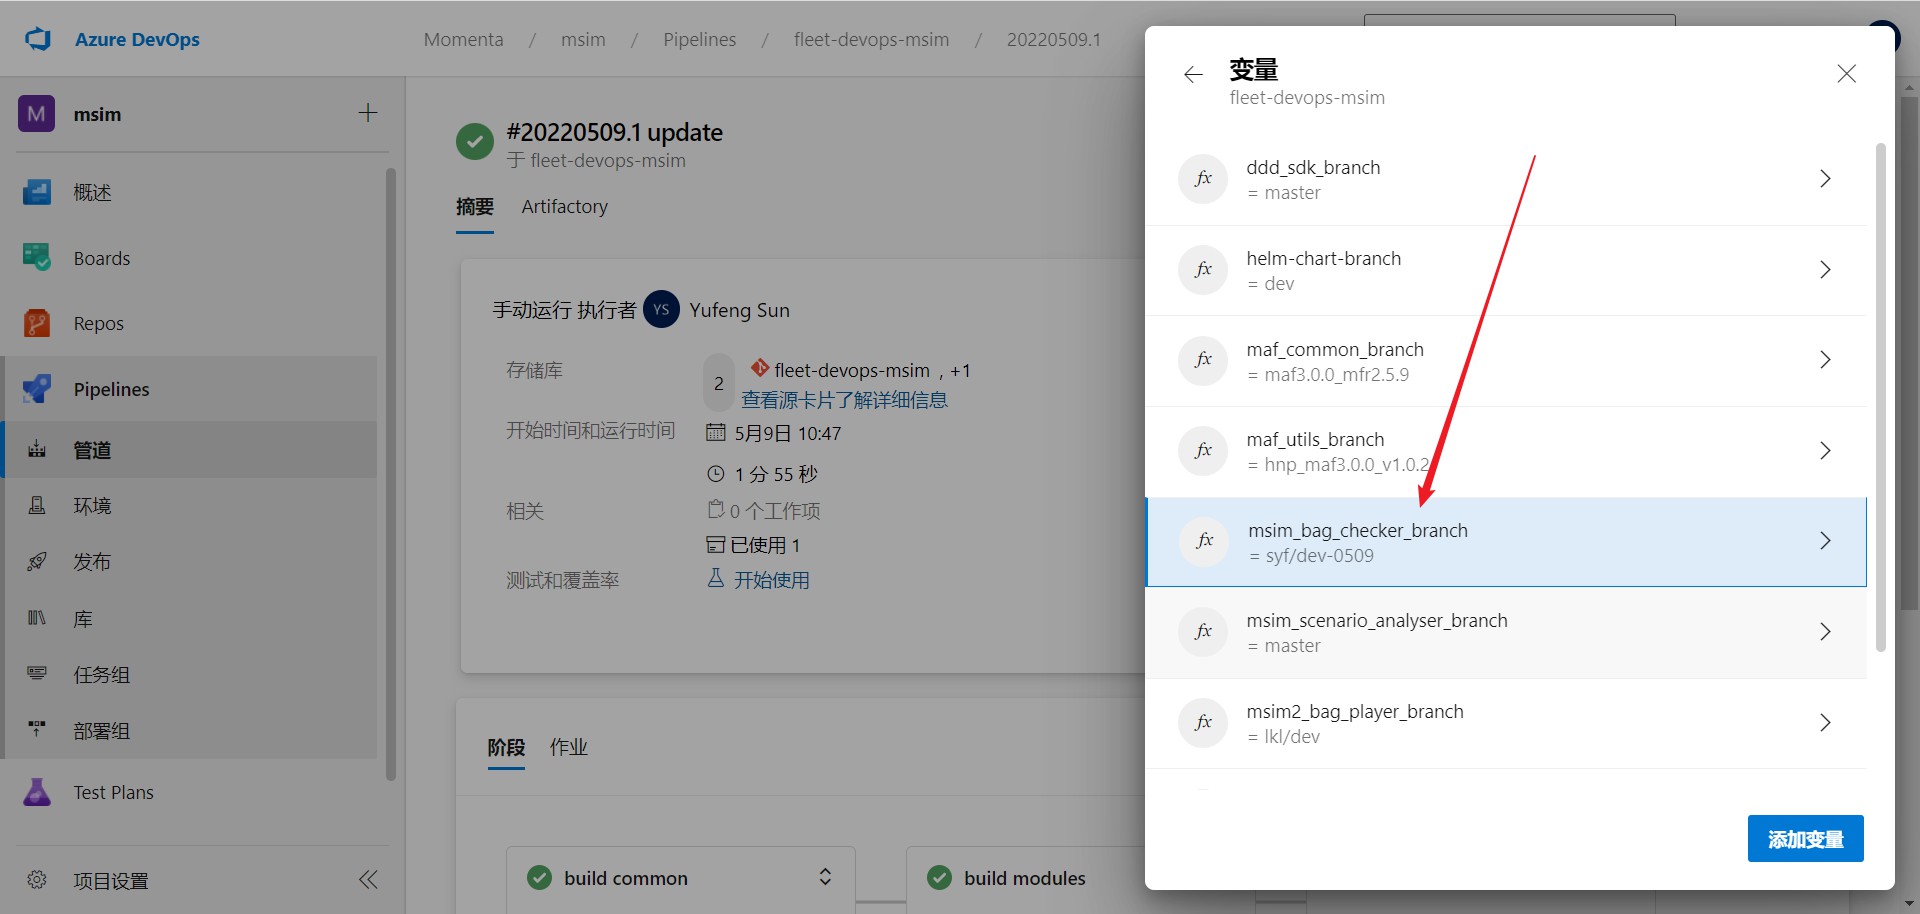 Azure DevOps
Momenta / msim / Pipelines / fleet-devops-msim / 20220509.1
M msim
概述
Boards
Repos
Pipelines
管道
环境
发布
库
任务组
部署组
Test Plans
项目设置
#20220509.1 update
于 fleet-devops-msim
摘要 Artifactory
手动运行 执行者 YS Yufeng Sun
存储库 2 fleet-devops-msim , +1
查看源卡片了解详细信息
开始时间和运行时间 5月9日 10:47
1 分 55 秒
相关 0 个工作项
已使用 1
测试和覆盖率 开始使用
阶段 作业
build common
build modules
变量
fleet-devops-msim
fx ddd_sdk_branch
= master
fx helm-chart-branch
= dev
fx maf_common_branch
= maf3.0.0_mfr2.5.9
fx maf_utils_branch
= hnp_maf3.0.0_v1.0.2
fx msim_bag_checker_branch
= syf/dev-0509
fx msim_scenario_analyser_branch
= master
fx msim2_bag_player_branch
= lkl/dev
添加变量